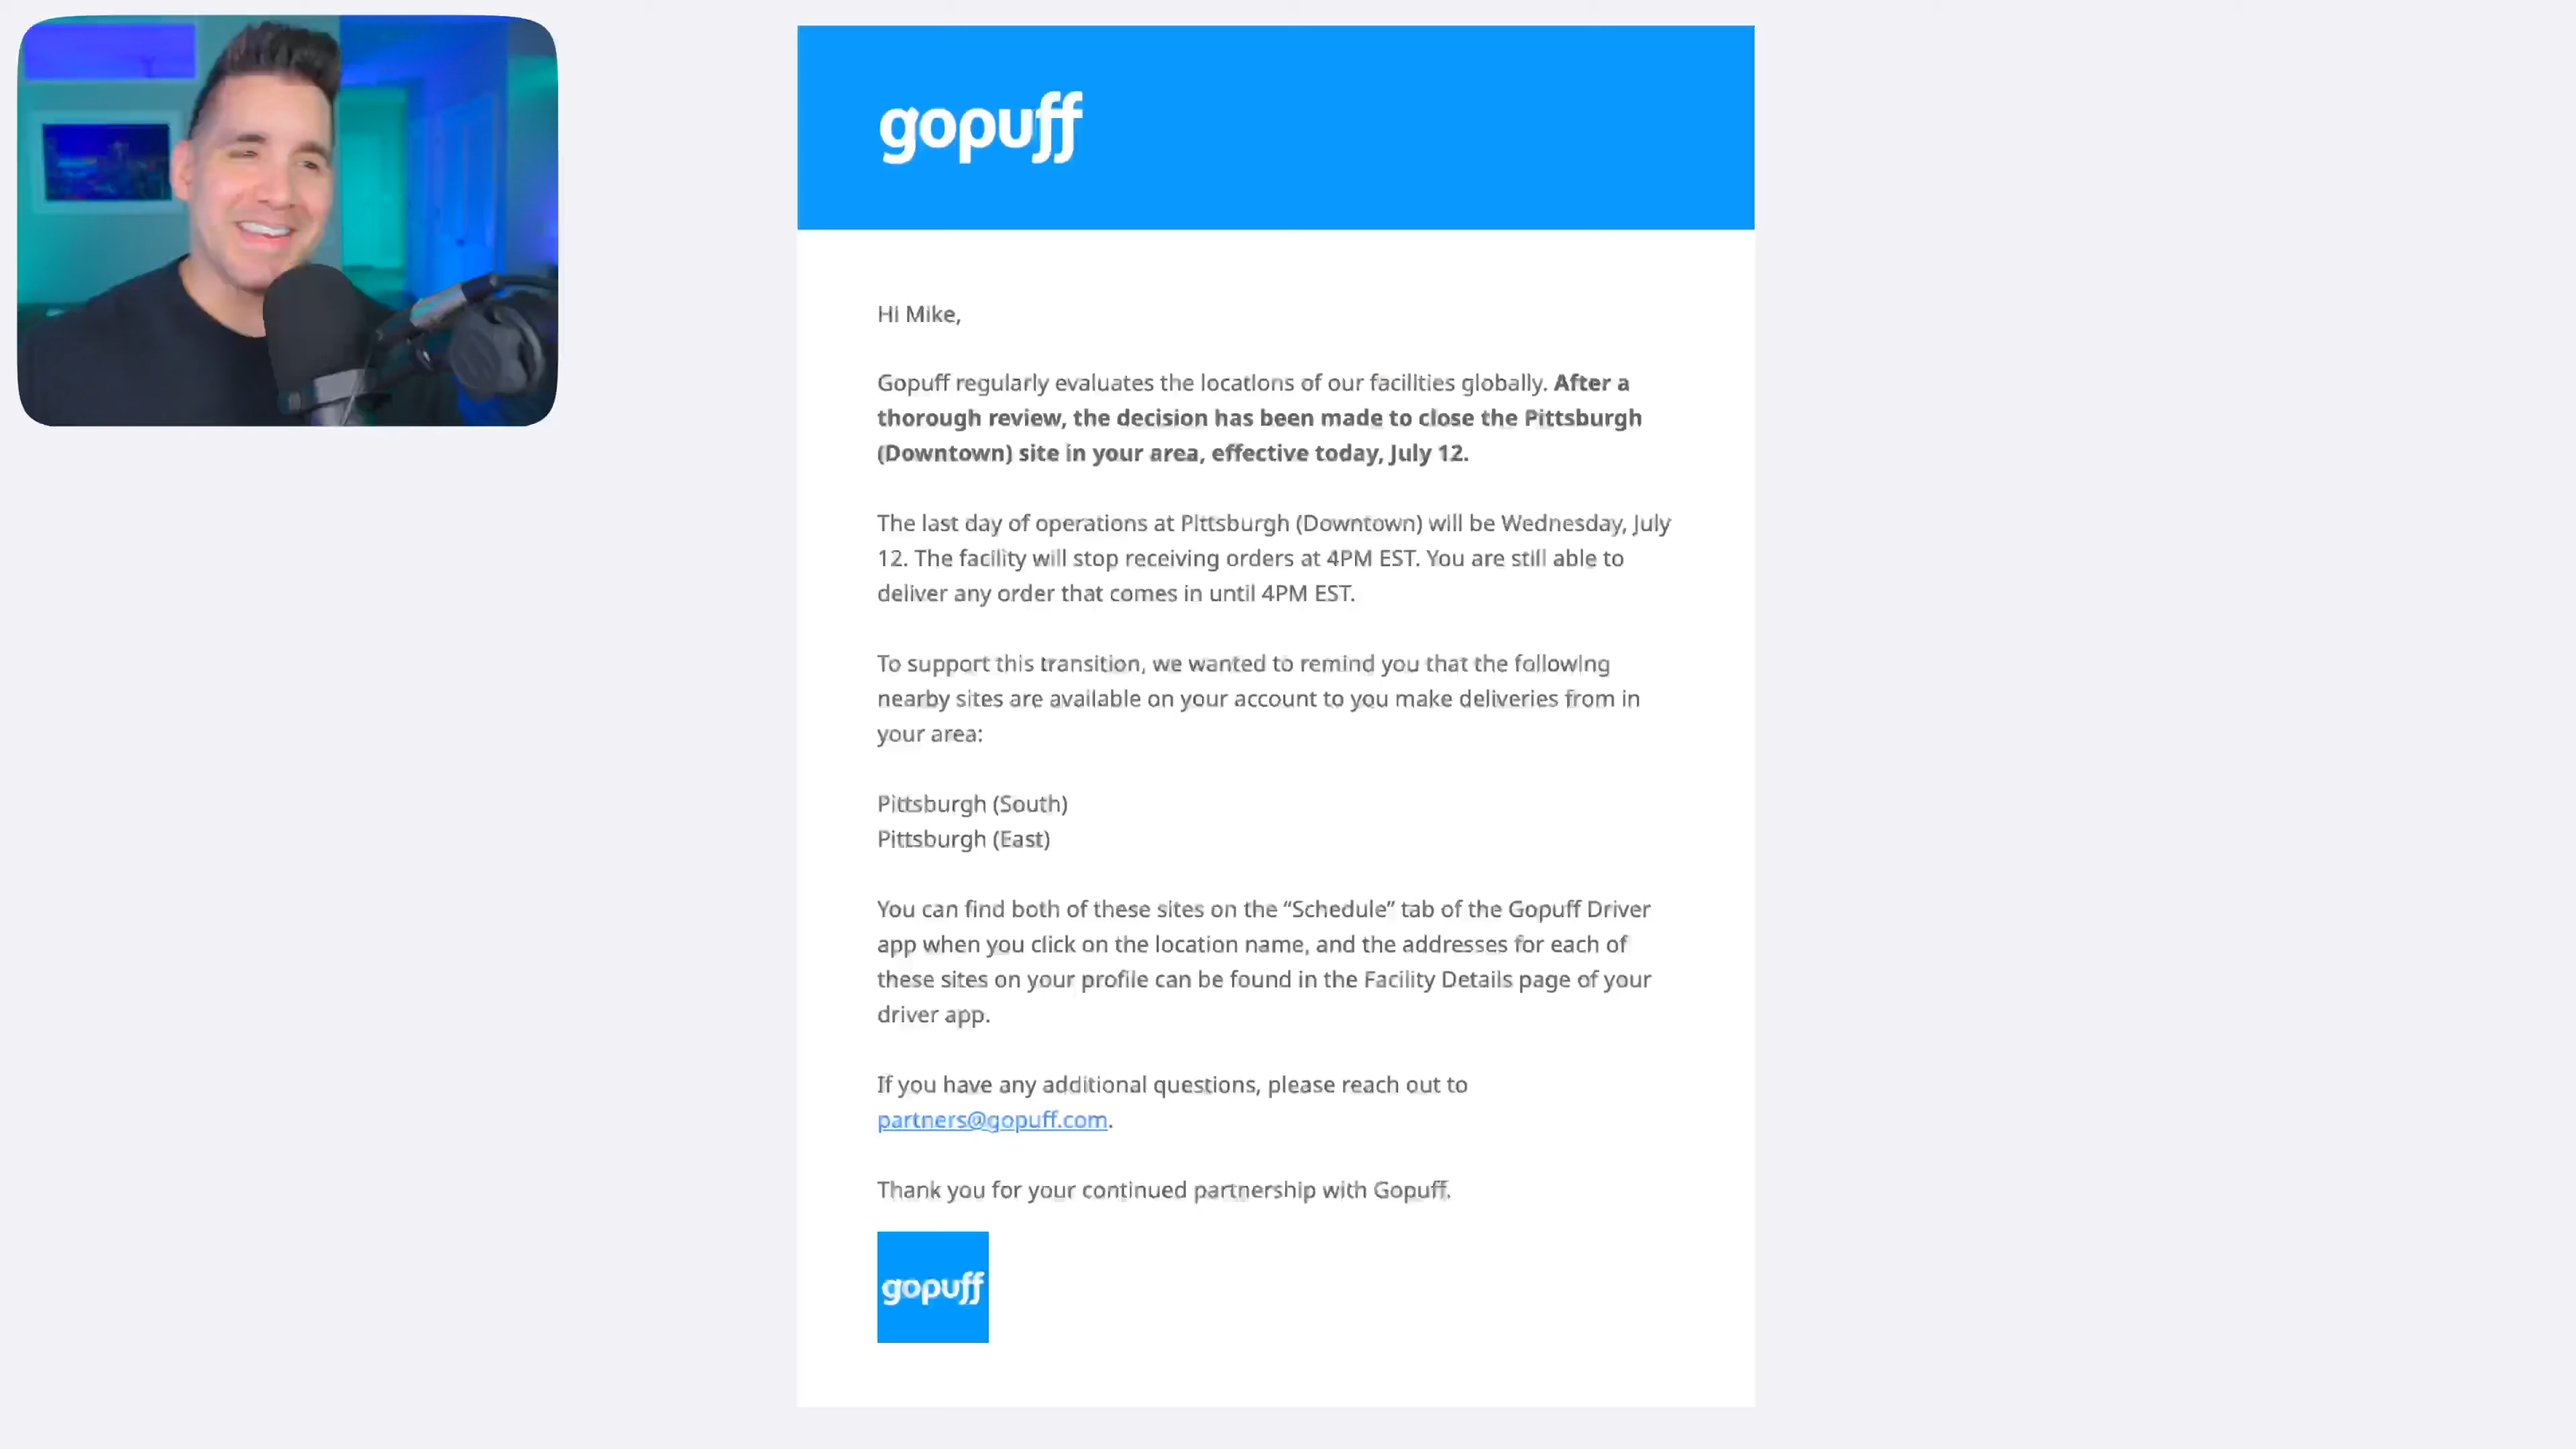 gopuff
Hi Mike,
Gopuff regularly evaluates the locations of our facilities globally. After a
thorough review, the decision has been made to close the Pittsburgh
(Downtown) site in your area, effective today, July 12.
The last day of operations at Pittsburgh (Downtown) will be Wednesday, July
12. The facility will stop receiving orders at 4PM EST. You are still able to
deliver any order that comes in until 4PM EST.
To support this transition, we wanted to remind you that the following
nearby sites are available on your account to you make deliveries from in
your area:
Pittsburgh (South)
Pittsburgh (East)
You can find both of these sites on the “Schedule” tab of the Gopuff Driver
app when you click on the location name, and the addresses for each of
these sites on your profile can be found in the Facility Details page of your
driver app.
If you have any additional questions, please reach out to
partners@gopuff.com.
Thank you for your continued partnership with Gopuff.
gopuff